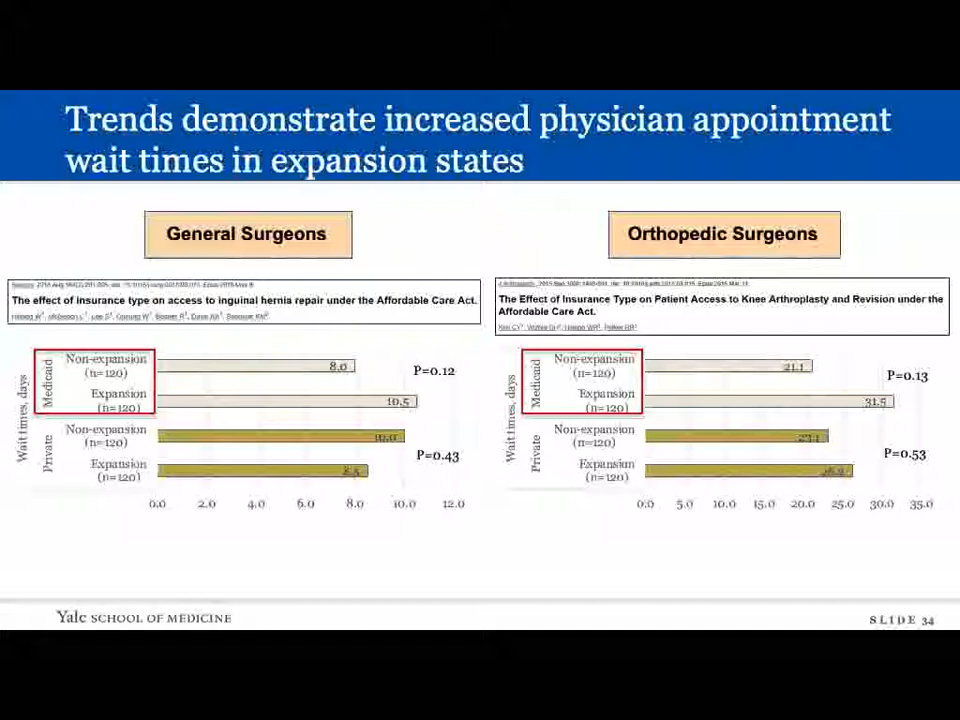 Trends demonstrate increased physician appointment
wait times in expansion states
General Surgeons
The effect of insurance type on access to inguinal hernia repair under the Affordable Care Act.
Wait times, days
Medicaid
Non-expansion
(n=120)
8.0
P=0.12
Expansion
(n=120)
10.5
Private
Non-expansion
(n=120)
10.0
P=0.43
Expansion
(n=120)
8.5
0.0 2.0 4.0 6.0 8.0 10.0 12.0
Orthopedic Surgeons
The Effect of Insurance Type on Patient Access to Knee Arthroplasty and Revision under the
Affordable Care Act.
Wait times, days
Medicaid
Non-expansion
(n=120)
21.1
P=0.13
Expansion
(n=120)
31.5
Private
Non-expansion
(n=120)
P=0.53
Expansion
(n=120)
0.0 5.0 10.0 15.0 20.0 25.0 30.0 35.0
Yale SCHOOL OF MEDICINE
SLIDE 34